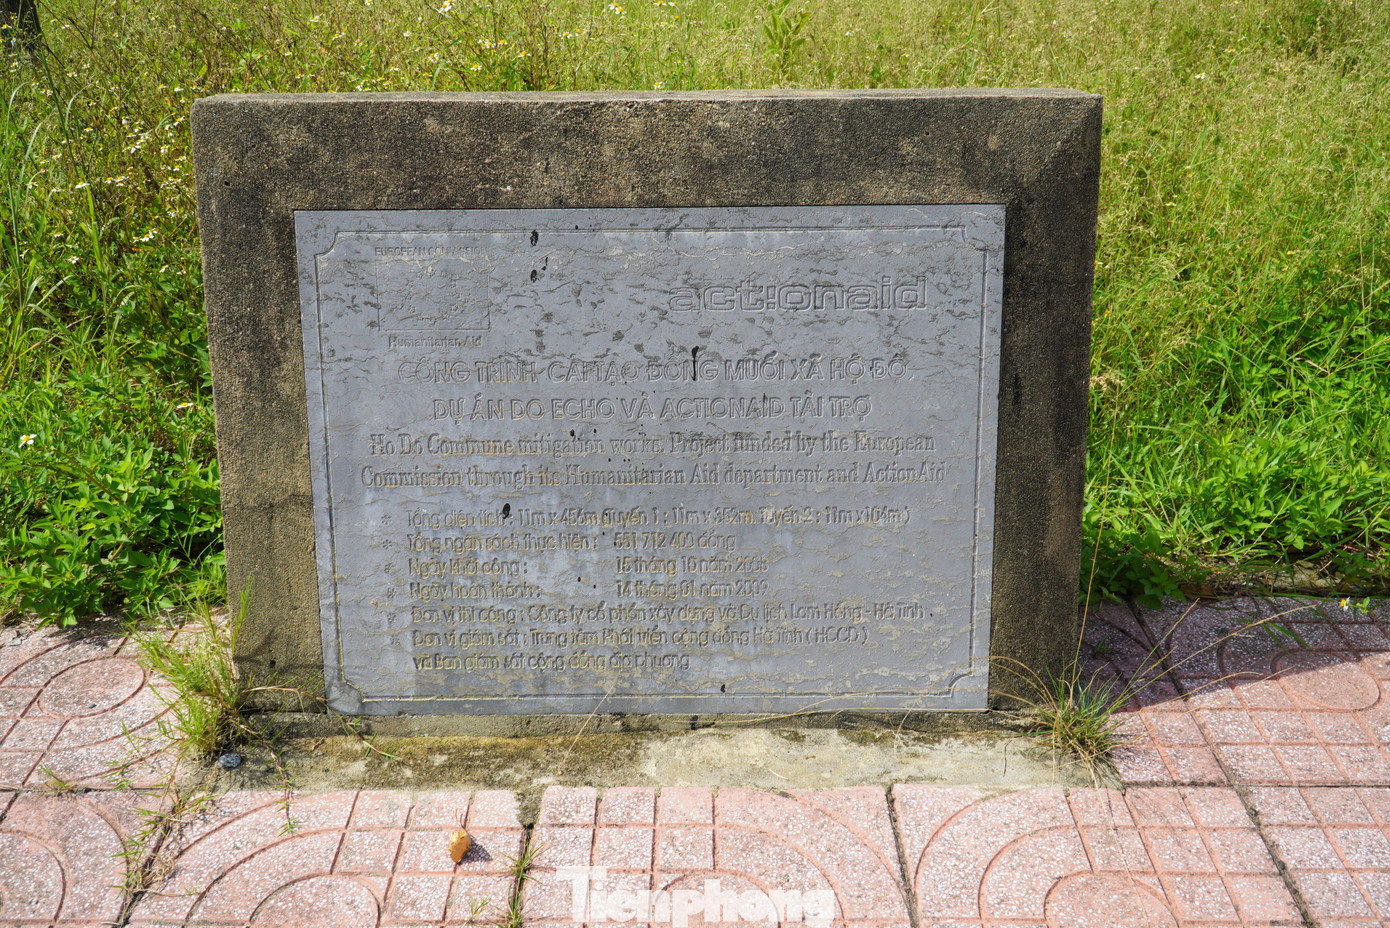 EUROPEAN COMMISSION
act!onaid
Humanitarian Aid
CÔNG TRÌNH CẢI TẠO ĐỒNG MUỐI XÃ HỘ ĐỘ
DỰ ÁN DO ECHO VÀ ACTIONAID TÀI TRỢ
Hộ Độ Commune mitigation works. Project funded by the European
Commission through its Humanitarian Aid department and ActionAid
* Tổng diện tích : 11m x 456m (Tuyến 1 : 11m x 352m. Tuyến 2 : 11m x 104m )
* Tổng ngân sách thực hiện : 551 712 400 đồng
* Ngày khởi công : 15 tháng 10 năm 2008
* Ngày hoàn thành : 14 tháng 01 năm 2009
* Đơn vị thi công : Công ty cổ phần xây dựng và Du lịch Lam Hồng - Hà Tĩnh .
* Đơn vị giám sát : Trung tâm Phát triển cộng đồng Hà Tĩnh ( HCCD )
và Ban giám sát cộng đồng địa phương
Tienphong